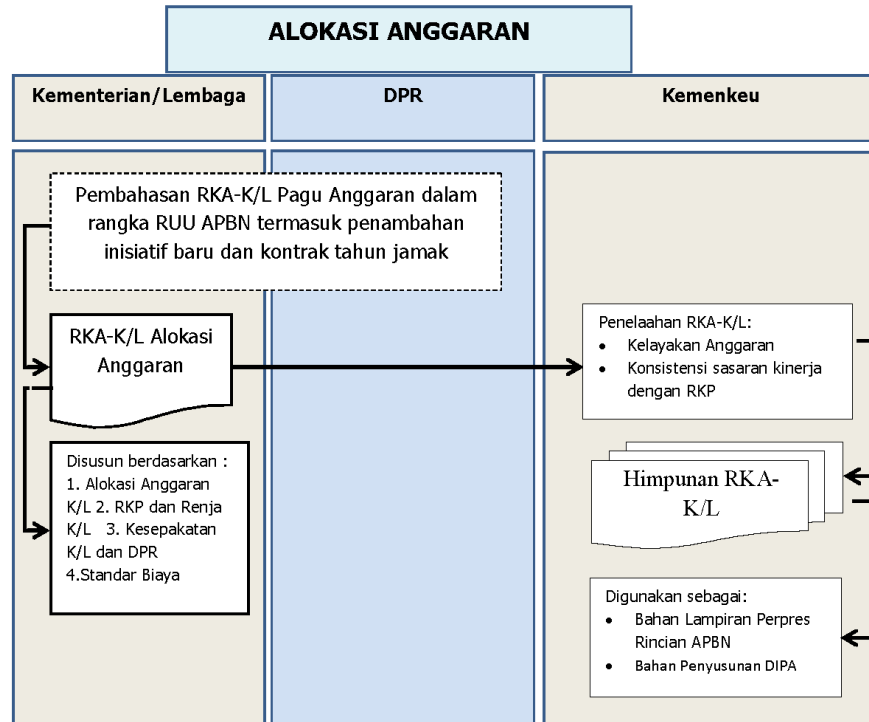 ALOKASI ANGGARAN
Kementerian/Lembaga
DPR
Kemenkeu
Pembahasan RKA-K/L Pagu Anggaran dalam
rangka RUU APBN termasuk penambahan
inisiatif baru dan kontrak tahun jamak
RKA-K/L Alokasi
Anggaran
Disusun berdasarkan :
1. Alokasi Anggaran
K/L 2. RKP dan Renja
K/L 3. Kesepakatan
K/L dan DPR
4.Standar Biaya
Penelaahan RKA-K/L:
• Kelayakan Anggaran
• Konsistensi sasaran kinerja
dengan RKP
Himpunan RKA-
K/L
Digunakan sebagai:
• Bahan Lampiran Perpres
Rincian APBN
• Bahan Penyusunan DIPA